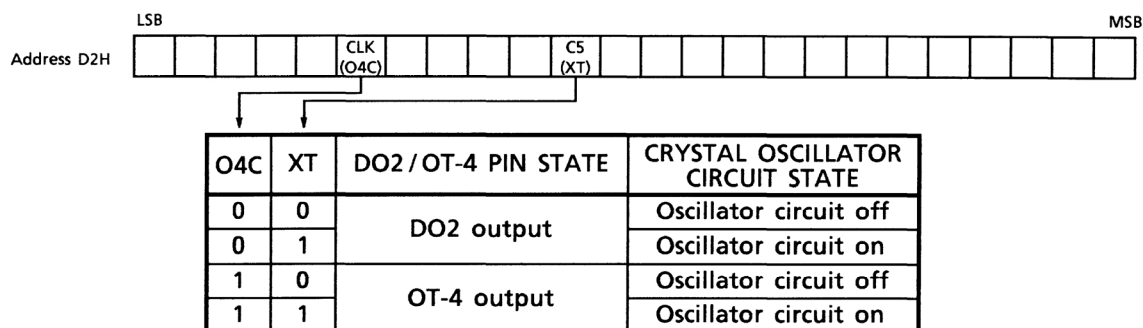 LSB MSB
Address D2H CLK (O4C) C5 (XT)
O4C XT DO2/OT-4 PIN STATE CRYSTAL OSCILLATOR CIRCUIT STATE
0 0 DO2 output Oscillator circuit off
0 1 Oscillator circuit on
1 0 OT-4 output Oscillator circuit off
1 1 Oscillator circuit on